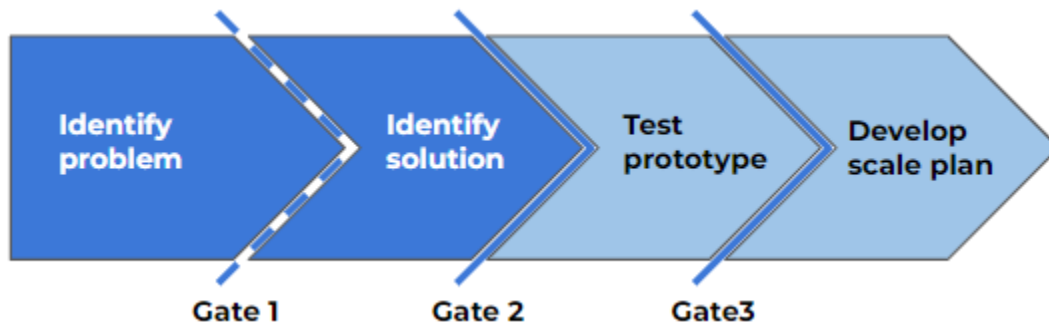 Identify
problem
Identify
solution
Test
prototype
Develop
scale plan
Gate 1
Gate 2
Gate3